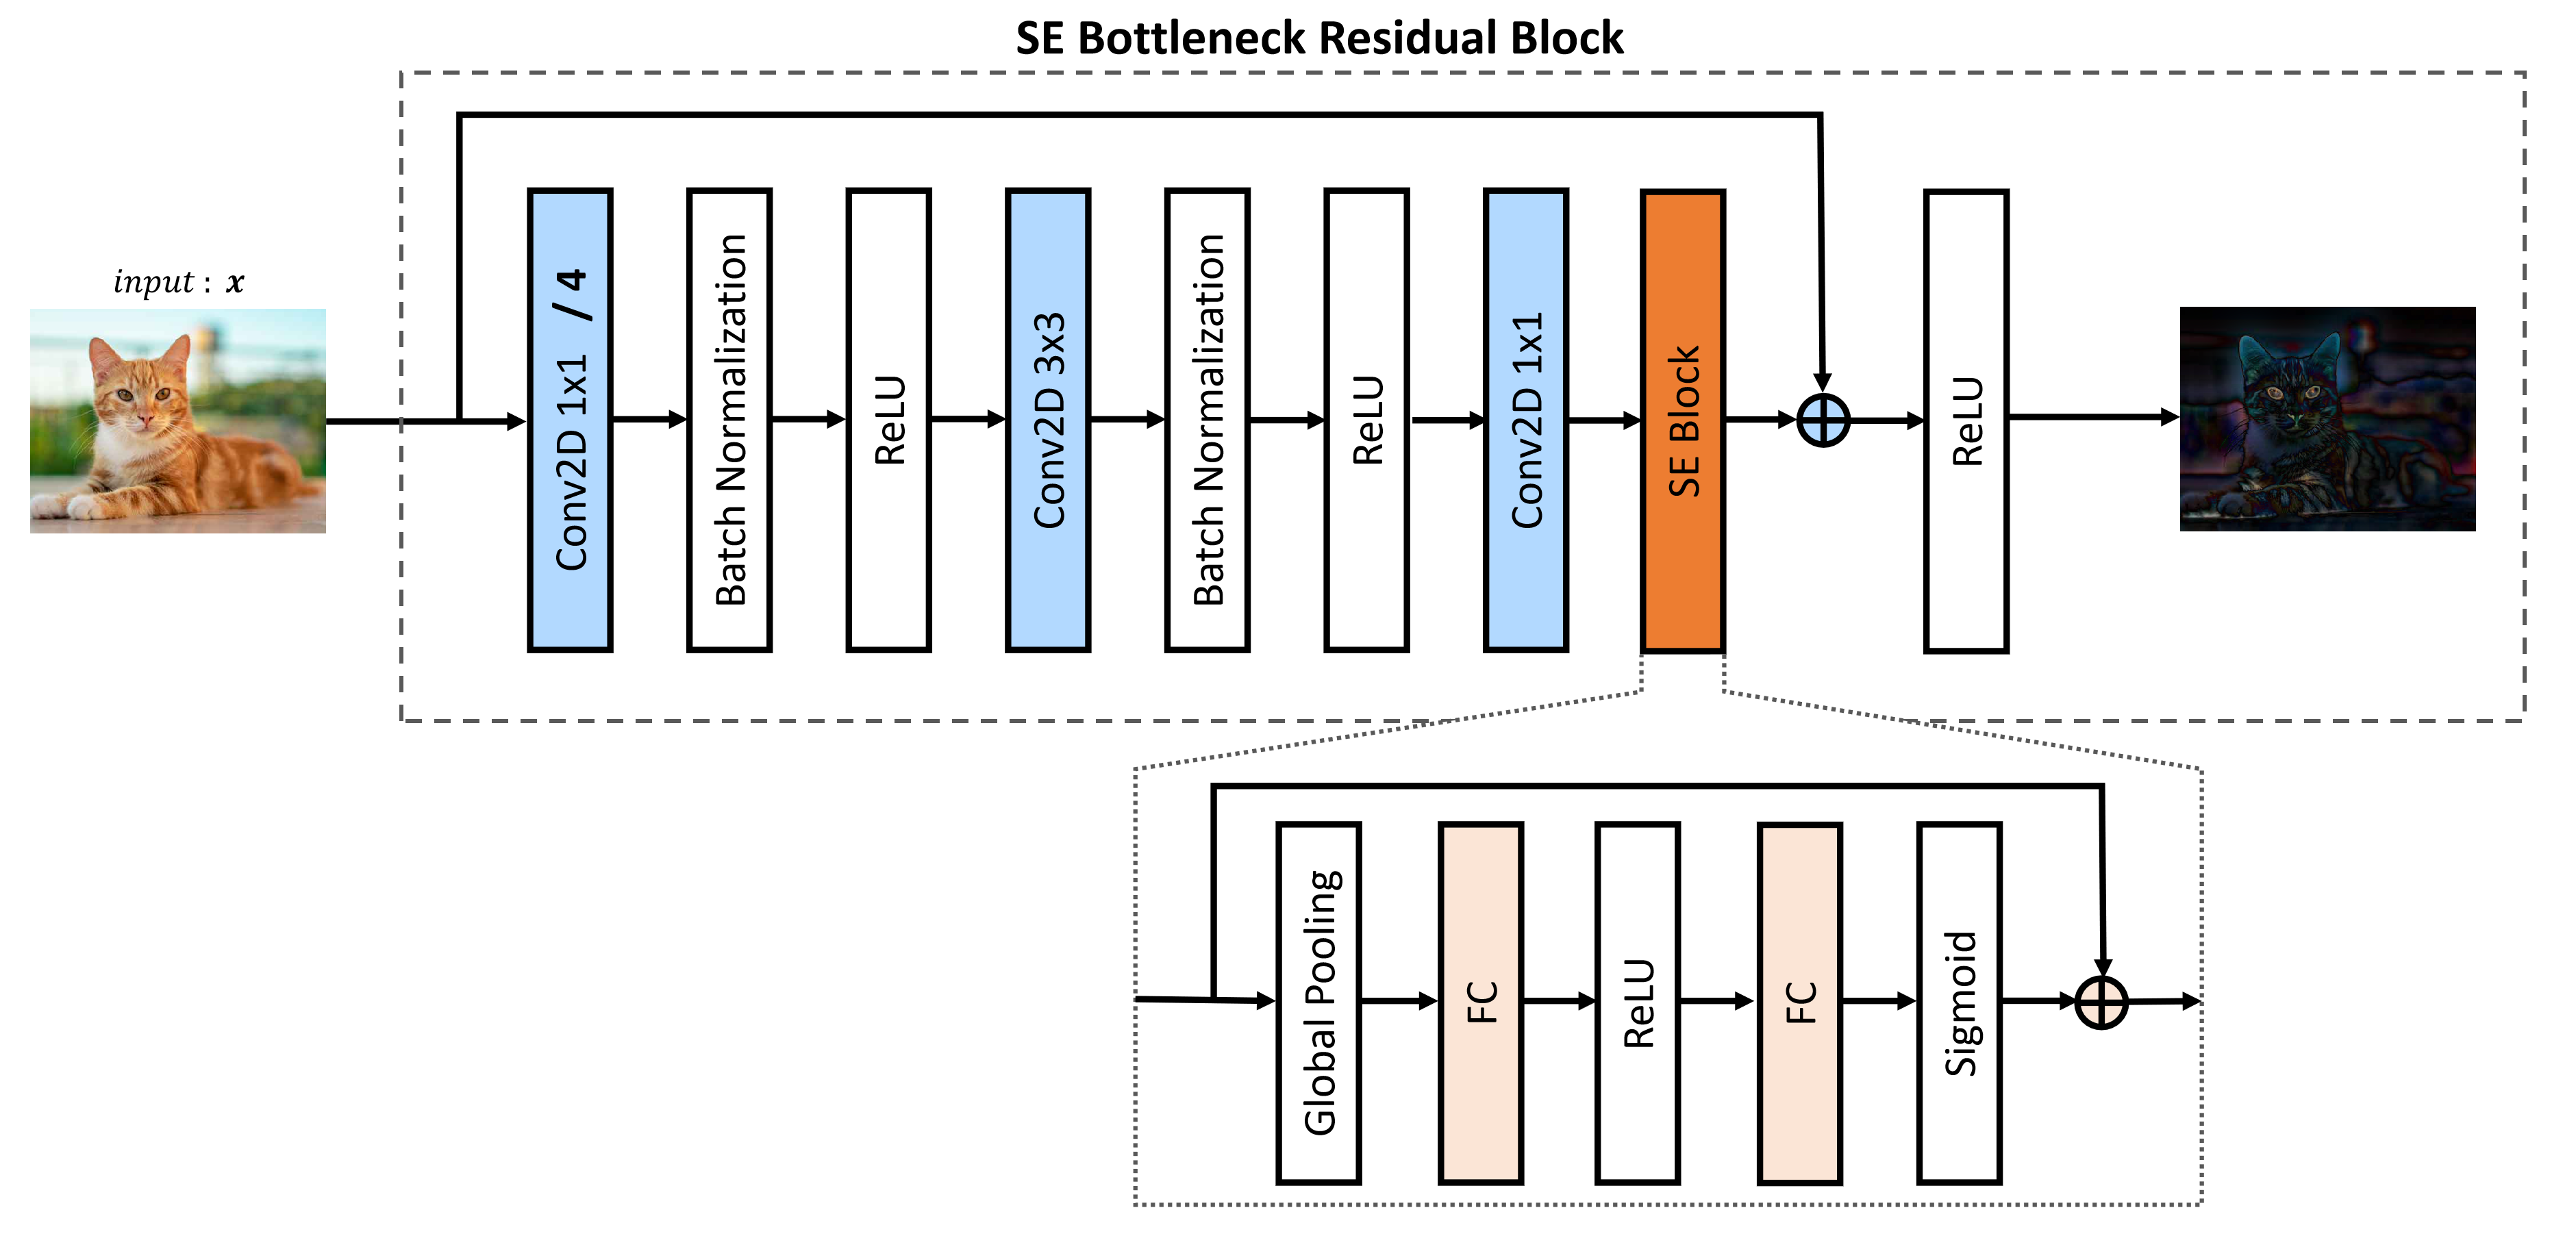 SE Bottleneck Residual Block
input : x
Conv2D 1x1 / 4
Batch Normalization
ReLU
Conv2D 3x3
Batch Normalization
ReLU
Conv2D 1x1
SE Block
ReLU
Global Pooling
FC
ReLU
FC
Sigmoid